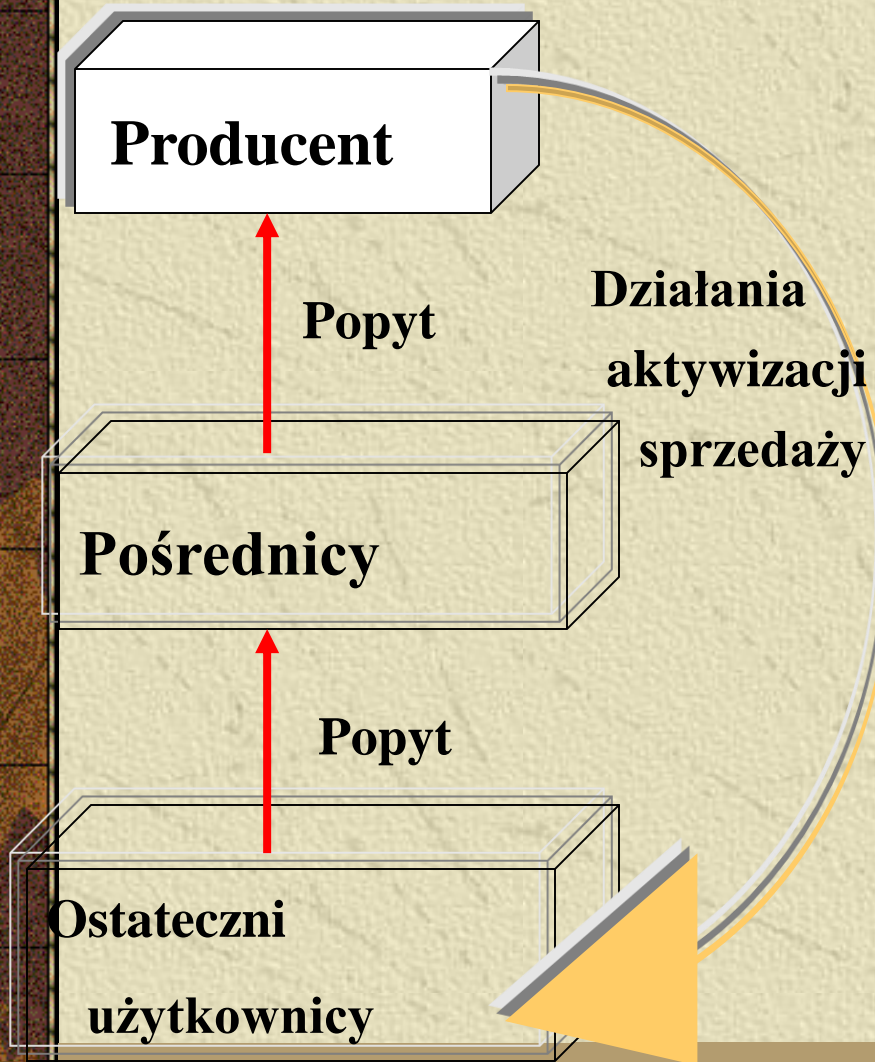 Producent
Popyt
Działania
aktywizacji
sprzedaży
Pośrednicy
Popyt
Ostateczni
użytkownicy